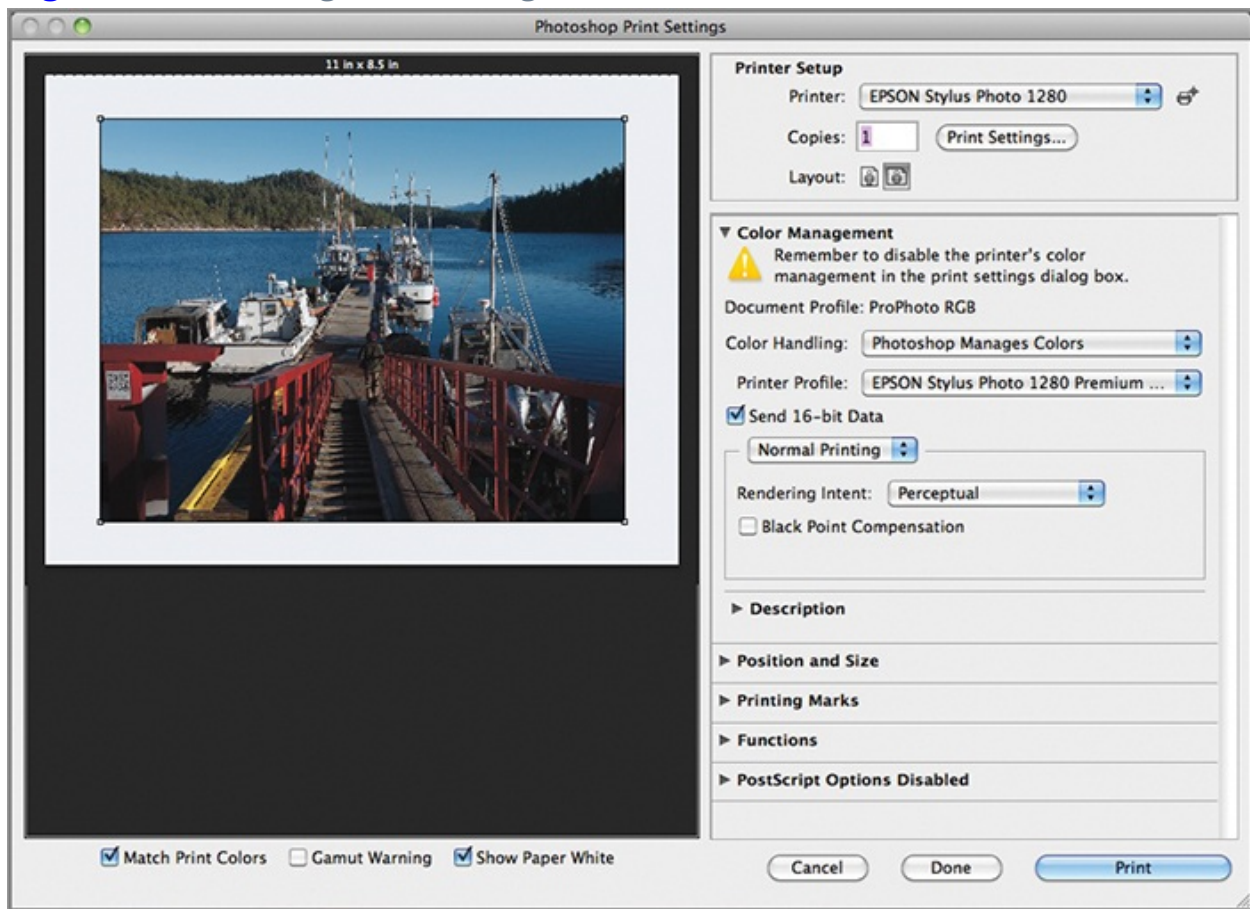 Photoshop Print Settings
11 in x 8.5 in
Printer Setup
Printer: EPSON Stylus Photo 1280
Copies: 1 Print Settings...
Layout:
Color Management
Remember to disable the printer's color
management in the print settings dialog box.
Document Profile: ProPhoto RGB
Color Handling: Photoshop Manages Colors
Printer Profile: EPSON Stylus Photo 1280 Premium ...
Send 16-bit Data
Normal Printing
Rendering Intent: Perceptual
Black Point Compensation
Description
Position and Size
Printing Marks
Functions
PostScript Options Disabled
Match Print Colors Gamut Warning Show Paper White
Cancel Done Print